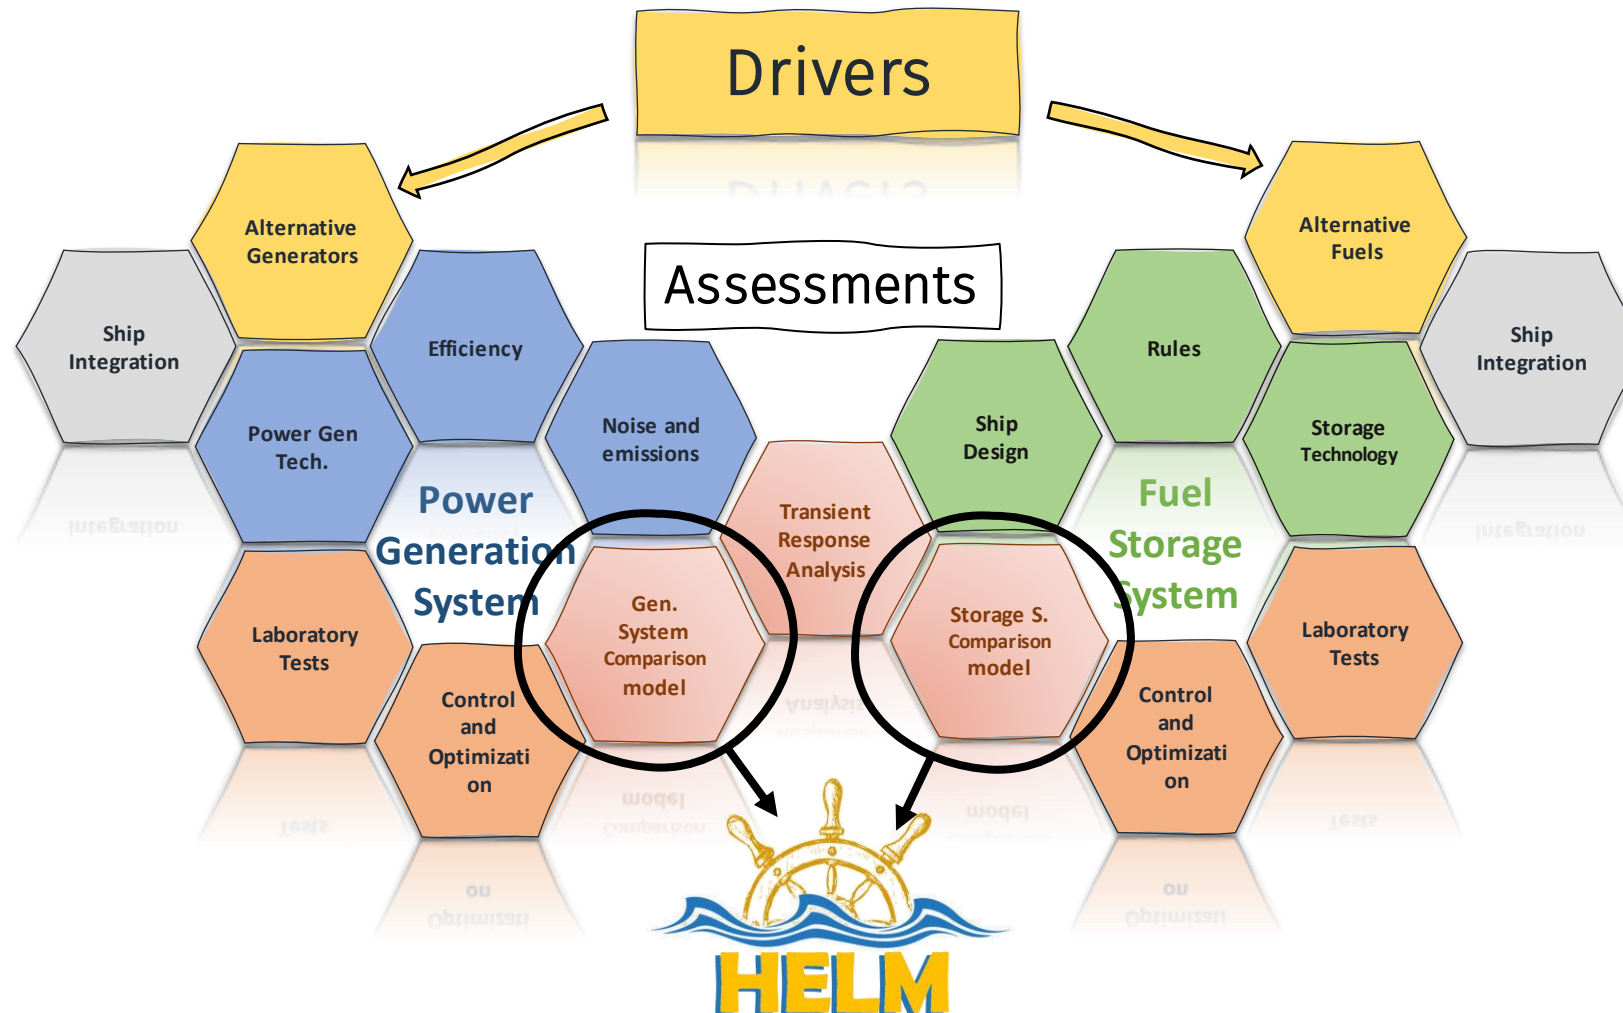 Drivers
Alternative
Generators
Alternative
Fuels
Assessments
Ship
Integration
Efficiency
Rules
Ship
Integration
Power Gen
Tech.
Noise and
emissions
Ship
Design
Storage
Technology
Power
Generation
System
Transient
Response
Analysis
Fuel
Storage
System
Laboratory
Tests
Gen.
System
Comparison
model
Storage S.
Comparison
model
Laboratory
Tests
Control
and
Optimizati
on
Control
and
Optimizati
on
HELM